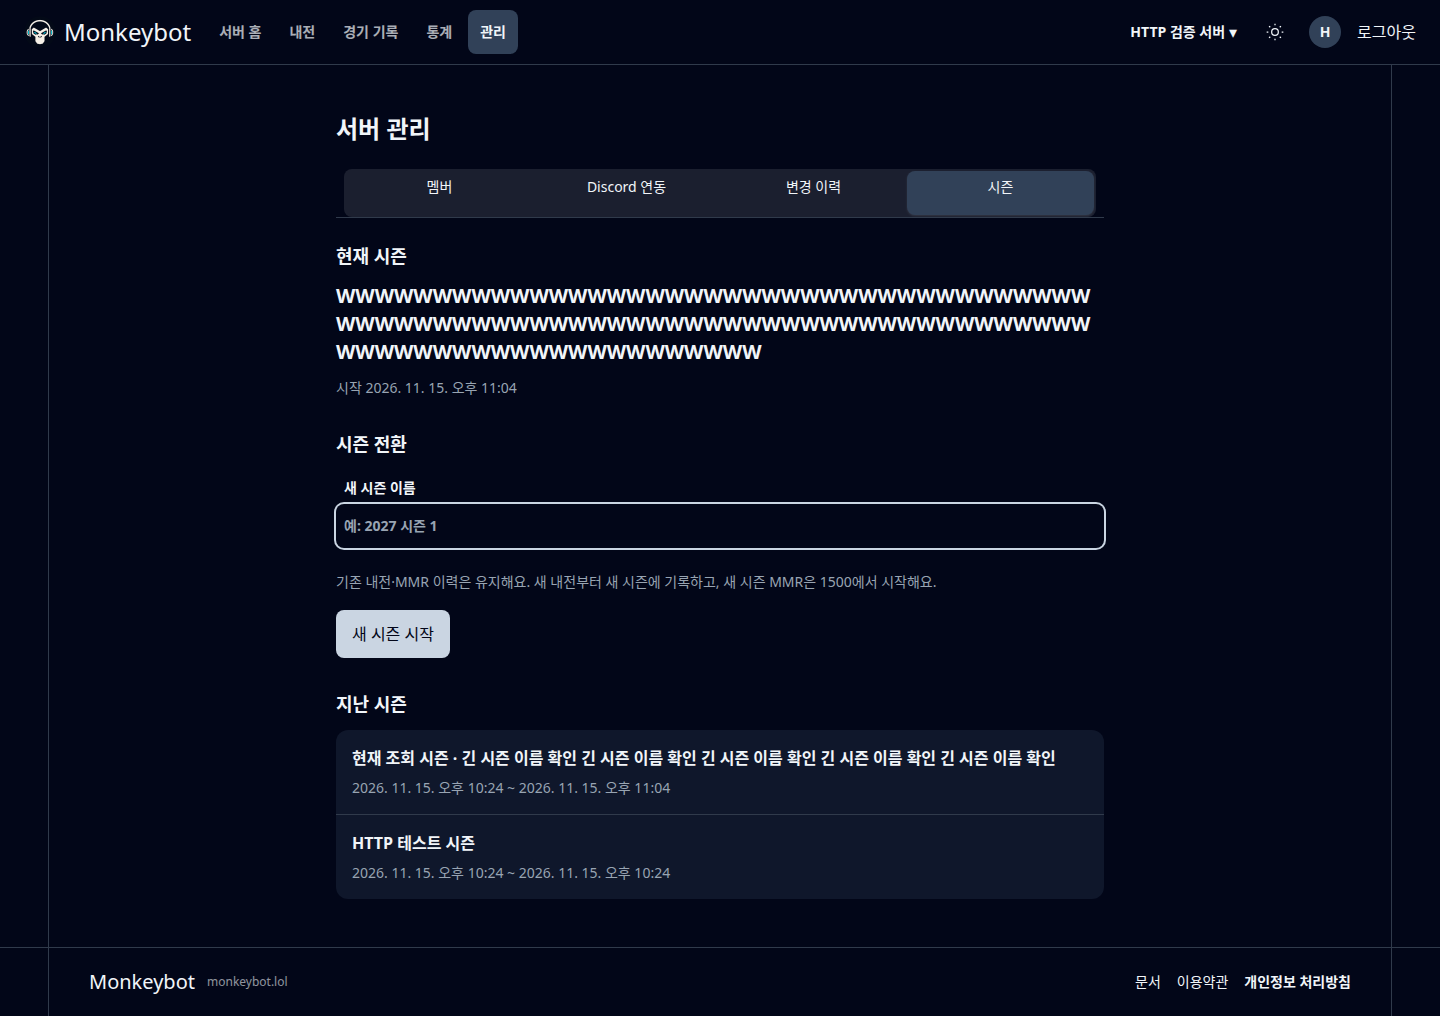 Monkeybot 서버 홈 내전 경기 기록 통계 관리 HTTP 검증 서버 ▾ H 로그아웃
서버 관리
멤버 Discord 연동 변경 이력 시즌
현재 시즌
WWWWWWWWWWWWWWWWWWWWWWWWWWWWWWWWWWWWWWW
WWWWWWWWWWWWWWWWWWWWWWWWWWWWWWWWWWWWWWW
WWWWWWWWWWWWWWWWWWWWWW
시작 2026. 11. 15. 오후 11:04
시즌 전환
새 시즌 이름
예: 2027 시즌 1
기존 내전·MMR 이력은 유지해요. 새 내전부터 새 시즌에 기록하고, 새 시즌 MMR은 1500에서 시작해요.
새 시즌 시작
지난 시즌
현재 조회 시즌 · 긴 시즌 이름 확인 긴 시즌 이름 확인 긴 시즌 이름 확인 긴 시즌 이름 확인 긴 시즌 이름 확인
2026. 11. 15. 오후 10:24 ~ 2026. 11. 15. 오후 11:04
HTTP 테스트 시즌
2026. 11. 15. 오후 10:24 ~ 2026. 11. 15. 오후 10:24
Monkeybot monkeybot.lol 문서 이용약관 개인정보 처리방침